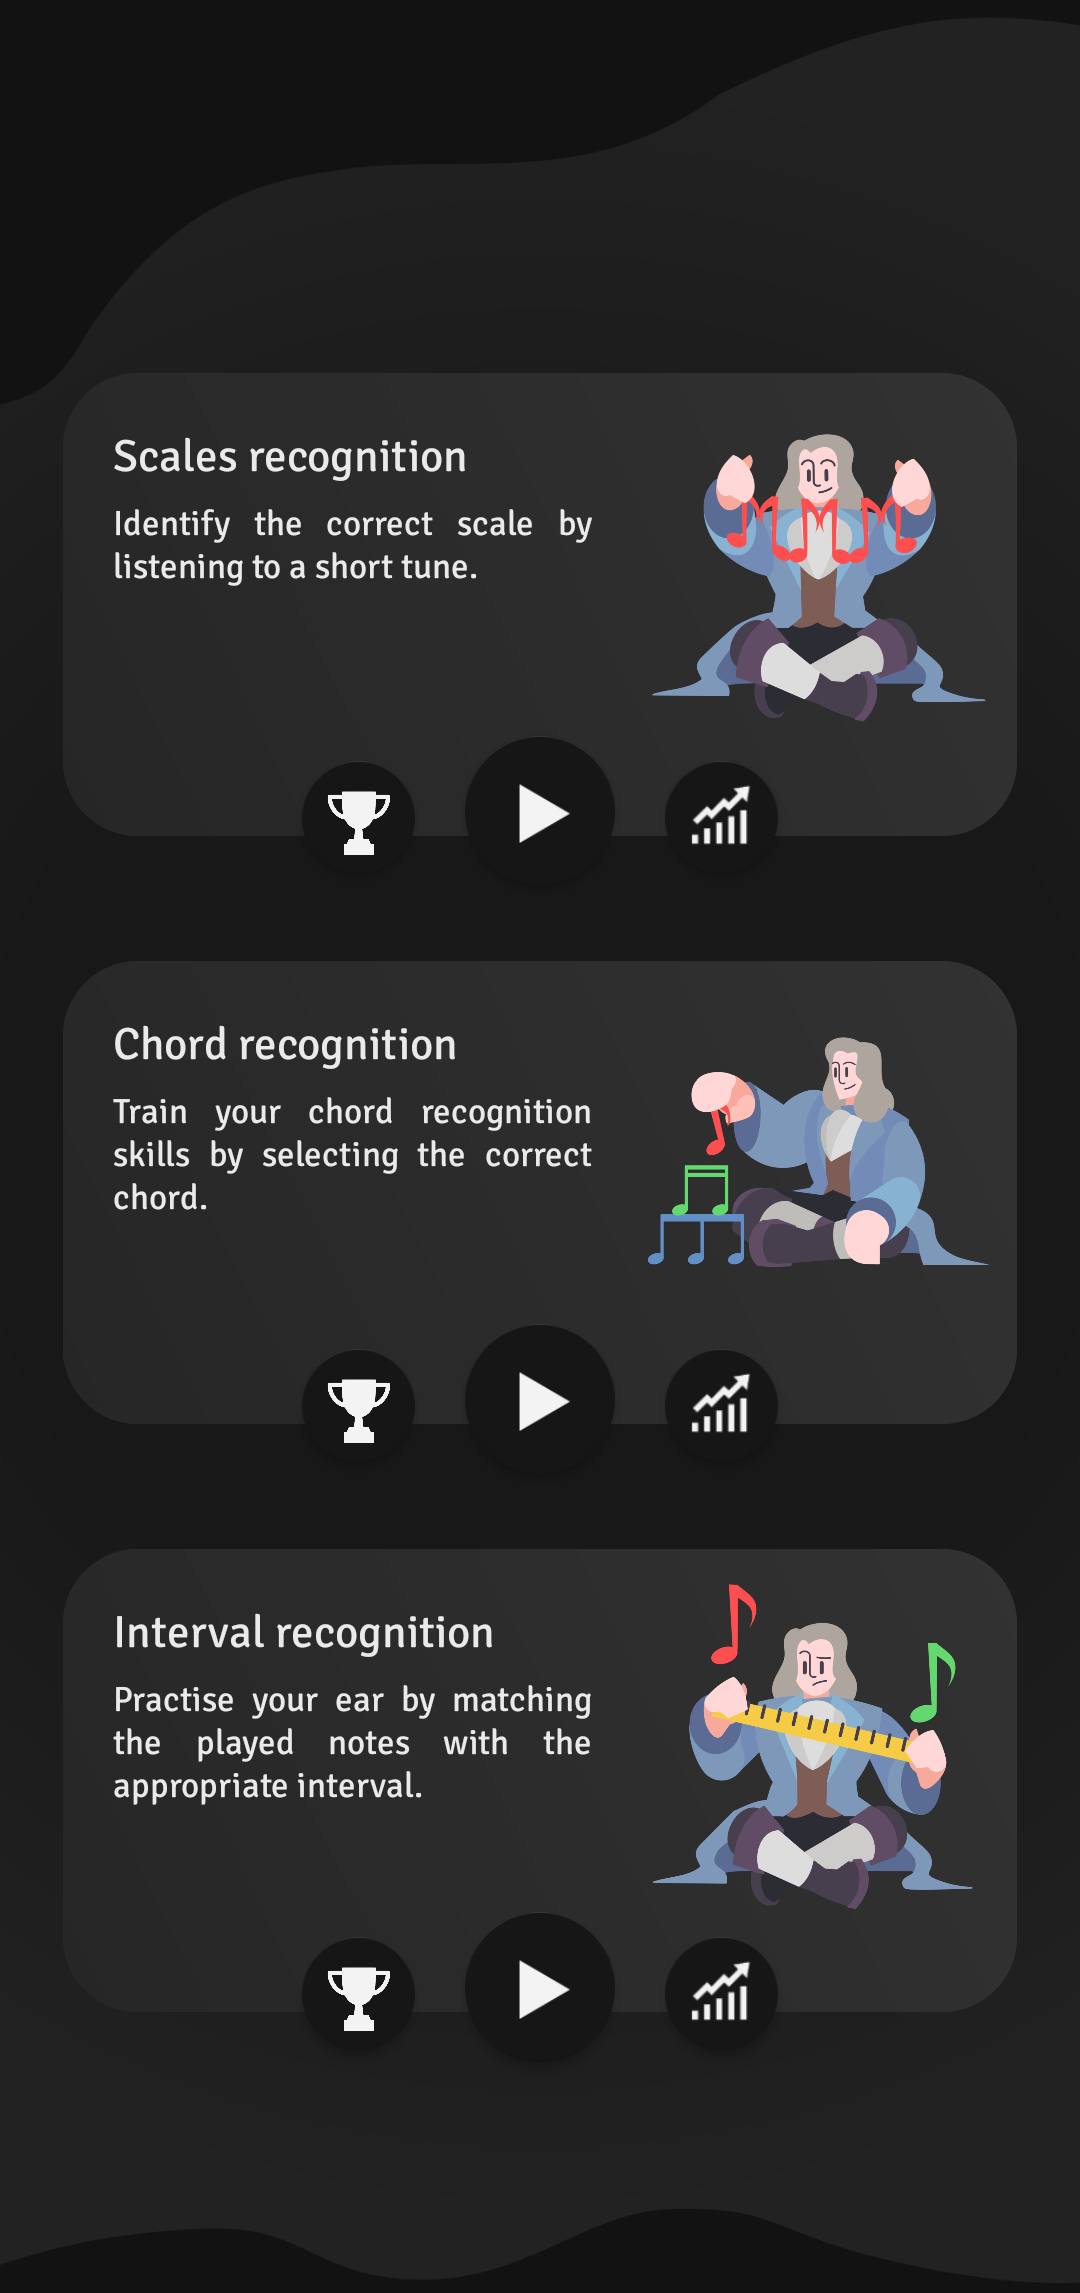 Scales recognition
Identify the correct scale by
listening to a short tune.
Chord recognition
Train your chord recognition
skills by selecting the correct
chord.
Interval recognition
Practise your ear by matching
the played notes with the
appropriate interval.